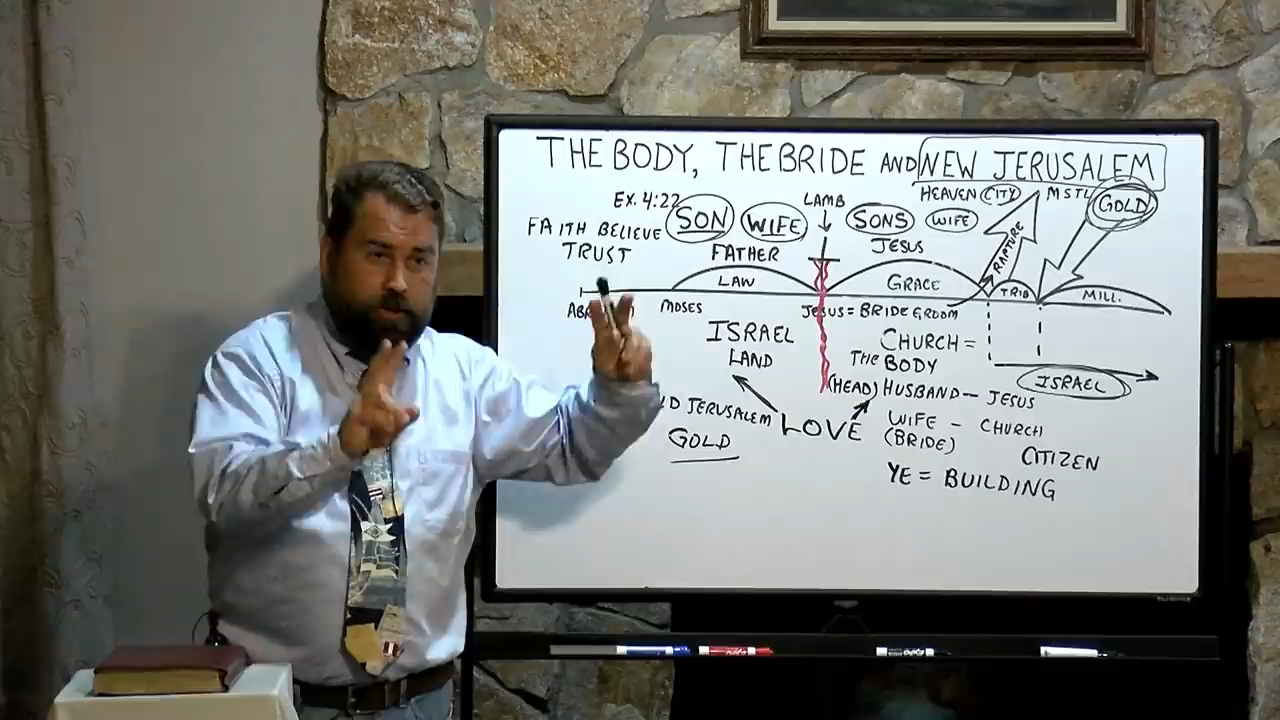 THE BODY, THE BRIDE AND NEW JERUSALEM
EX. 4:22
SON
WIFE
LAMB
SONS
WIFE
HEAVEN CITY
MSTL
GOLD
FAITH BELIEVE
TRUST
FATHER
JESUS
RAPTURE
LAW
GRACE
TRIB
MILL.
MOSES
JESUS = BRIDEGROOM
ISRAEL
LAND
CHURCH =
THE BODY
ISRAEL
(HEAD) HUSBAND — JESUS
JERUSALEM
GOLD
LOVE
WIFE - CHURCH
(BRIDE)
CITIZEN
YE = BUILDING